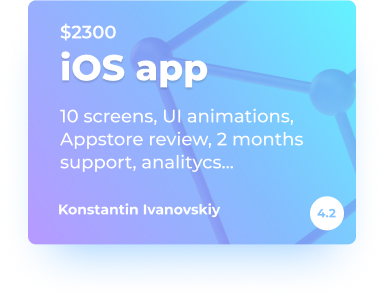 $2300
iOS app
10 screens, UI animations,
Appstore review, 2 months
support, analitycs...
Konstantin Ivanovskiy
4.2